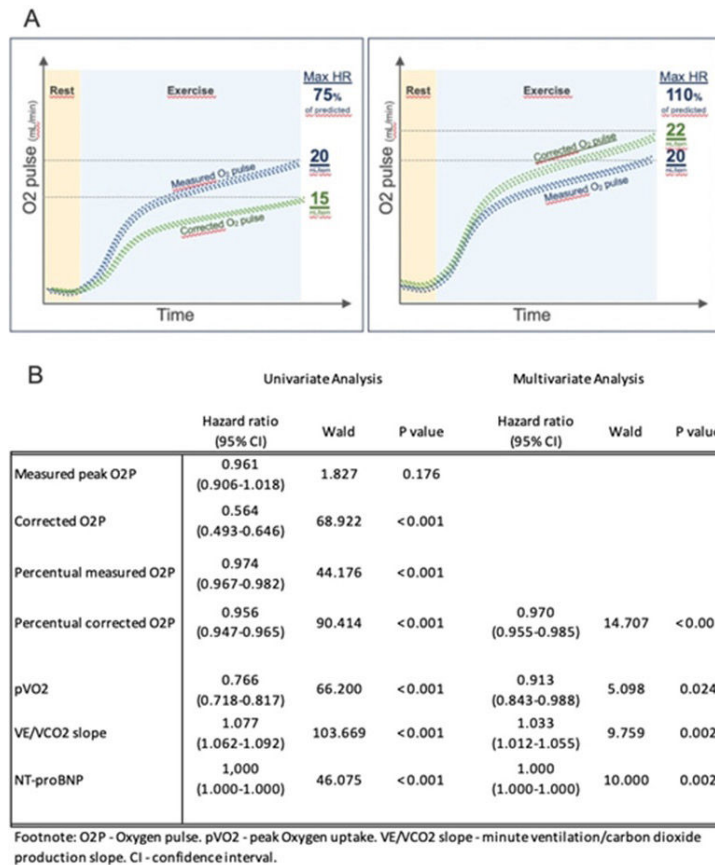 A
Rest
Exercise
Max HR
75%
of predicted
O2 pulse (mL/min)
Measured O₂ pulse
Corrected O₂ pulse
20
mL/bpm
15
mL/bpm
Time
Rest
Exercise
Max HR
110%
of predicted
O2 pulse (mL/min)
Corrected O₂ pulse
Measured O₂ pulse
22
mL/bpm
20
mL/bpm
Time
B
Univariate Analysis Multivariate Analysis
Hazard ratio (95% CI) Wald P value Hazard ratio (95% CI) Wald P value
Measured peak O2P 0.961 (0.906-1.018) 1.827 0.176
Corrected O2P 0.564 (0.493-0.646) 68.922 <0.001
Percentual measured O2P 0.974 (0.967-0.982) 44.176 <0.001
Percentual corrected O2P 0.956 (0.947-0.965) 90.414 <0.001 0.970 (0.955-0.985) 14.707 <0.00
pVO2 0.766 (0.718-0.817) 66.200 <0.001 0.913 (0.843-0.988) 5.098 0.024
VE/VCO2 slope 1.077 (1.062-1.092) 103.669 <0.001 1.033 (1.012-1.055) 9.759 0.002
NT-proBNP 1,000 (1.000-1.000) 46.075 <0.001 1.000 (1.000-1.000) 10.000 0.002
Footnote: O2P - Oxygen pulse. pVO2 - peak Oxygen uptake. VE/VCO2 slope - minute ventilation/carbon dioxide
production slope. CI - confidence interval.